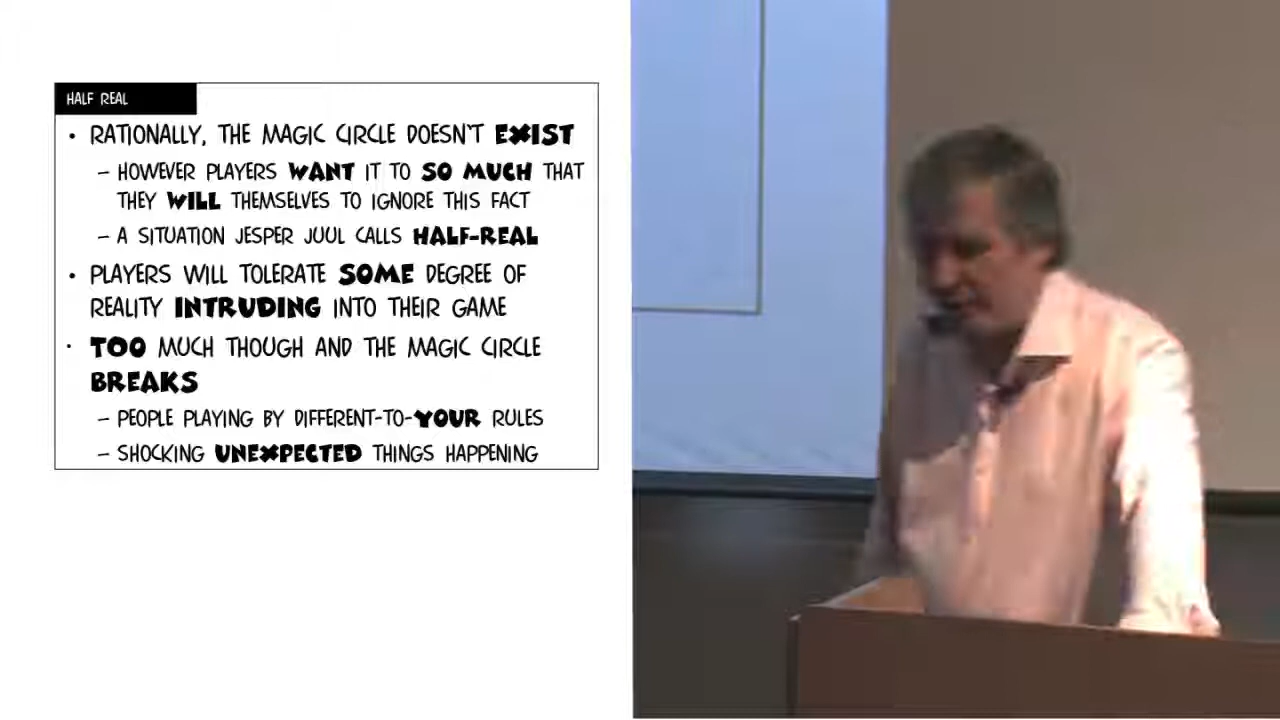 HALF REAL
• RATIONALLY, THE MAGIC CIRCLE DOESN'T EXIST
– HOWEVER PLAYERS WANT IT TO SO MUCH THAT
THEY WILL THEMSELVES TO IGNORE THIS FACT
– A SITUATION JESPER JUUL CALLS HALF-REAL
• PLAYERS WILL TOLERATE SOME DEGREE OF
REALITY INTRUDING INTO THEIR GAME
• TOO MUCH THOUGH AND THE MAGIC CIRCLE
BREAKS
– PEOPLE PLAYING BY DIFFERENT-TO-YOUR RULES
– SHOCKING UNEXPECTED THINGS HAPPENING